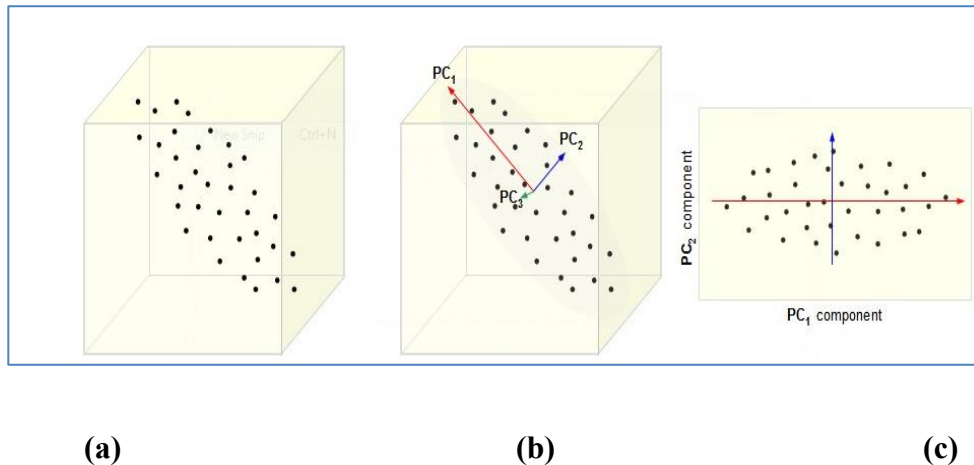 PC1
New Snip Ctrl+N
PC2
PC3
PC2 component
PC1 component
(a) (b) (c)